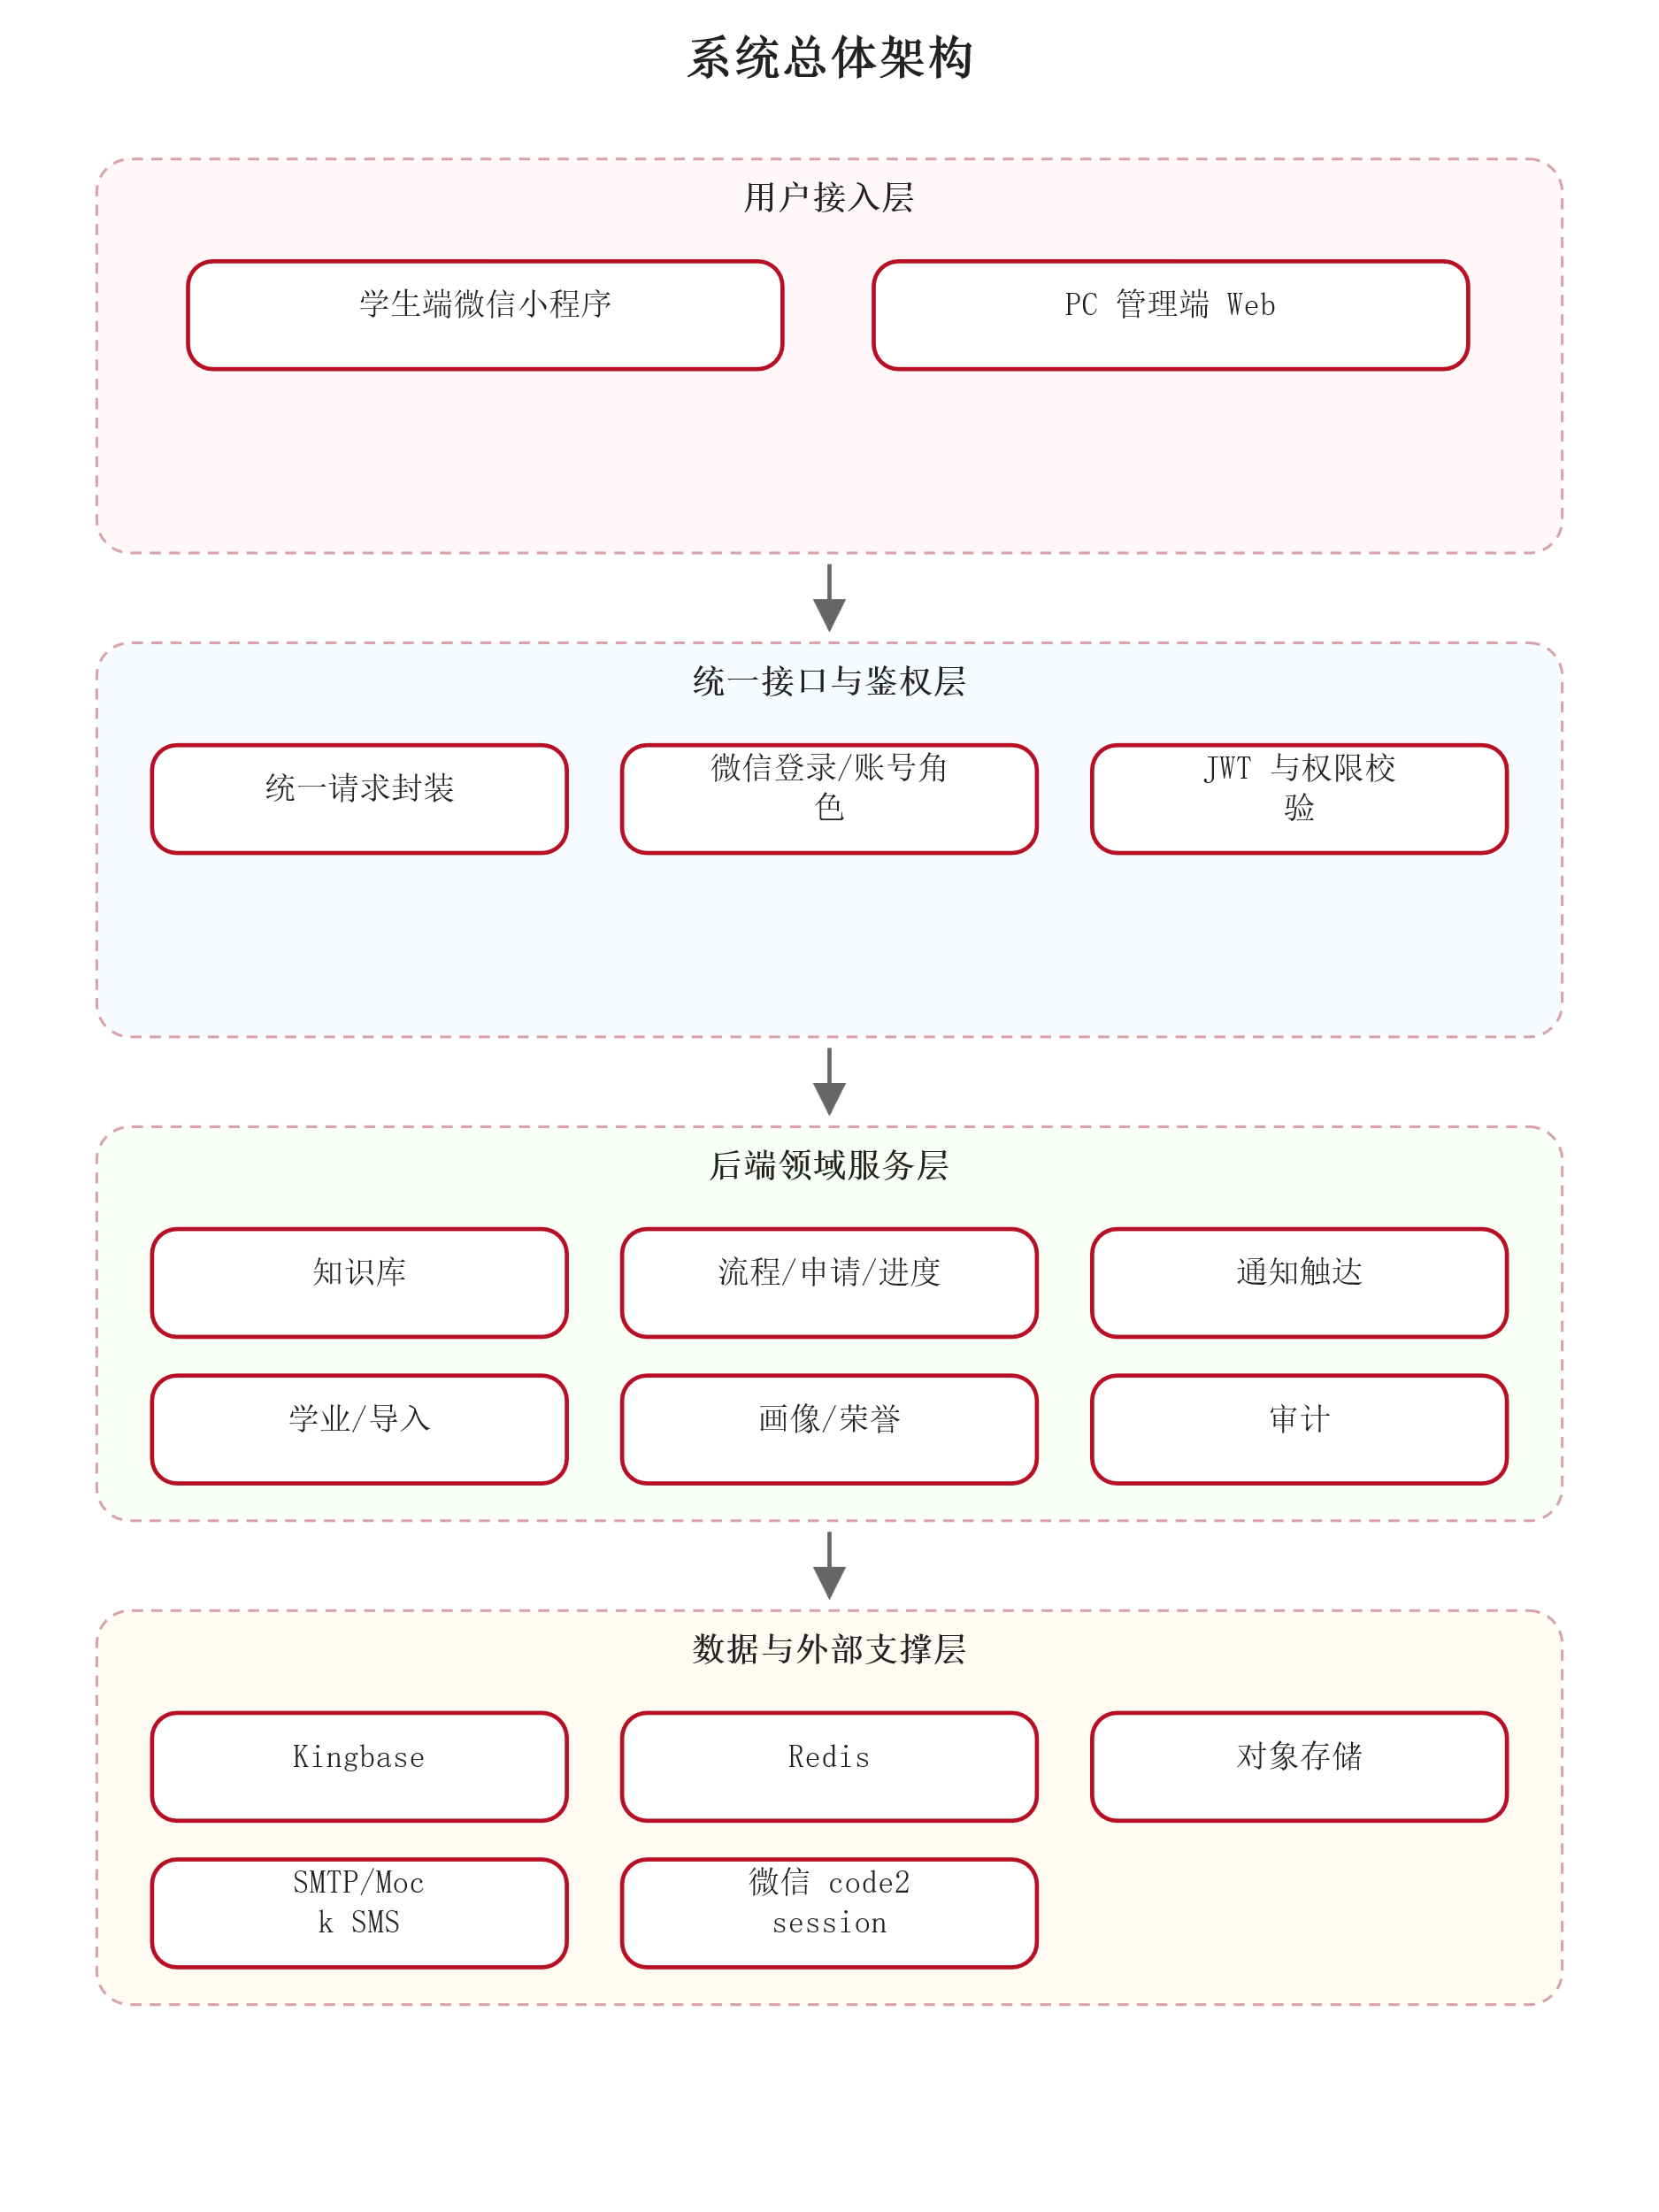 系统总体架构
用户接入层
学生端微信小程序
PC 管理端 Web
统一接口与鉴权层
统一请求封装
微信登录/账号角
色
JWT 与权限校
验
后端领域服务层
知识库
流程/申请/进度
通知触达
学业/导入
画像/荣誉
审计
数据与外部支撑层
Kingbase
Redis
对象存储
SMTP/Moc
k SMS
微信 code2
session